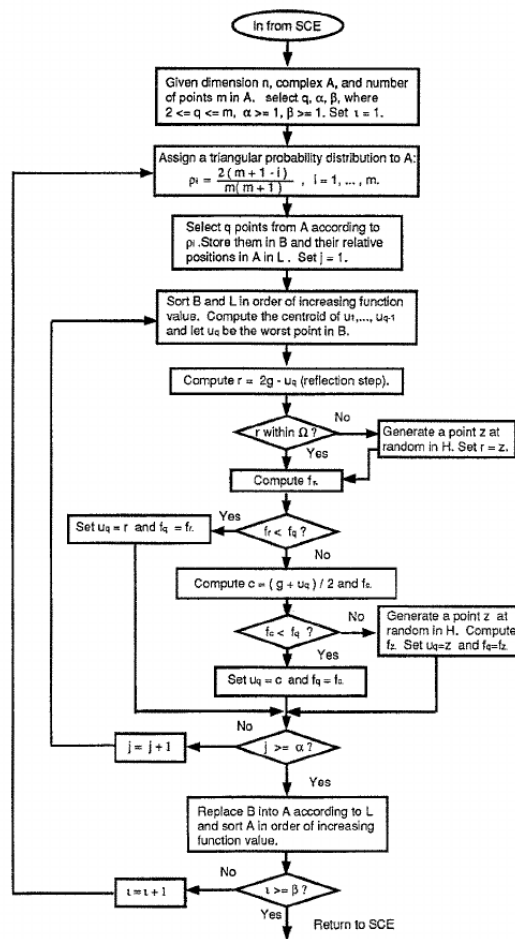 In from SCE
Given dimension n, complex A, and number
of points m in A. select q, α, β, where
2 <= q <= m, α >= 1, β >= 1. Set ι = 1.
Assign a triangular probability distribution to A:
ρi = 2(m + 1 - i) / m(m + 1) , i = 1, ..., m.
Select q points from A according to
ρi .Store them in B and their relative
positions in A in L . Set j = 1.
Sort B and L in order of increasing function
value. Compute the centroid of u1,..., uq-1
and let uq be the worst point in B.
Compute r = 2g - uq (reflection step).
r within Ω ?
No
Generate a point z at
random in H. Set r = z.
Yes
Compute fr.
fr < fq ?
Yes
Set uq = r and fq = fr.
No
Compute c = ( g + uq ) / 2 and fc.
fc < fq ?
No
Generate a point z at
random in H. Compute
fz. Set uq=z and fq=fz.
Yes
Set uq = c and fq = fc.
j >= α ?
No
j = j + 1
Yes
Replace B into A according to L
and sort A in order of increasing
function value.
ι >= β ?
No
ι = ι + 1
Yes
Return to SCE